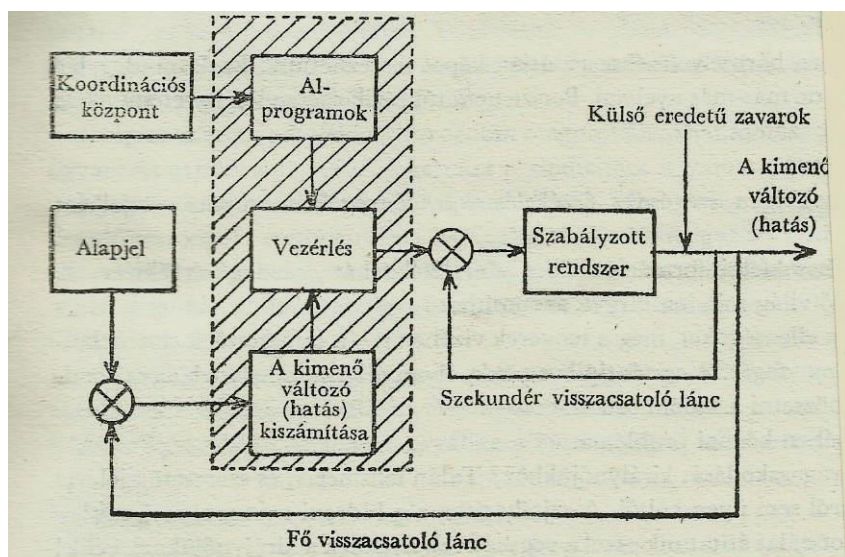 Koordinációs
központ
Al-
programok
Külső eredetű zavarok
A kimenő
változó
(hatás)
Alapjel
Vezérlés
Szabályzott
rendszer
A kimenő
változó
(hatás)
kiszámítása
Szekundér visszacsatoló lánc
Fő visszacsatoló lánc